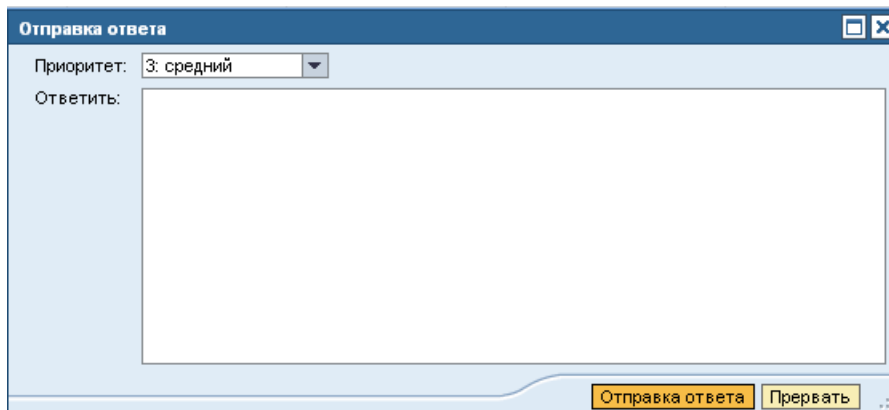 Отправка ответа
Приоритет: 3: средний
Ответить:
Отправка ответа Прервать